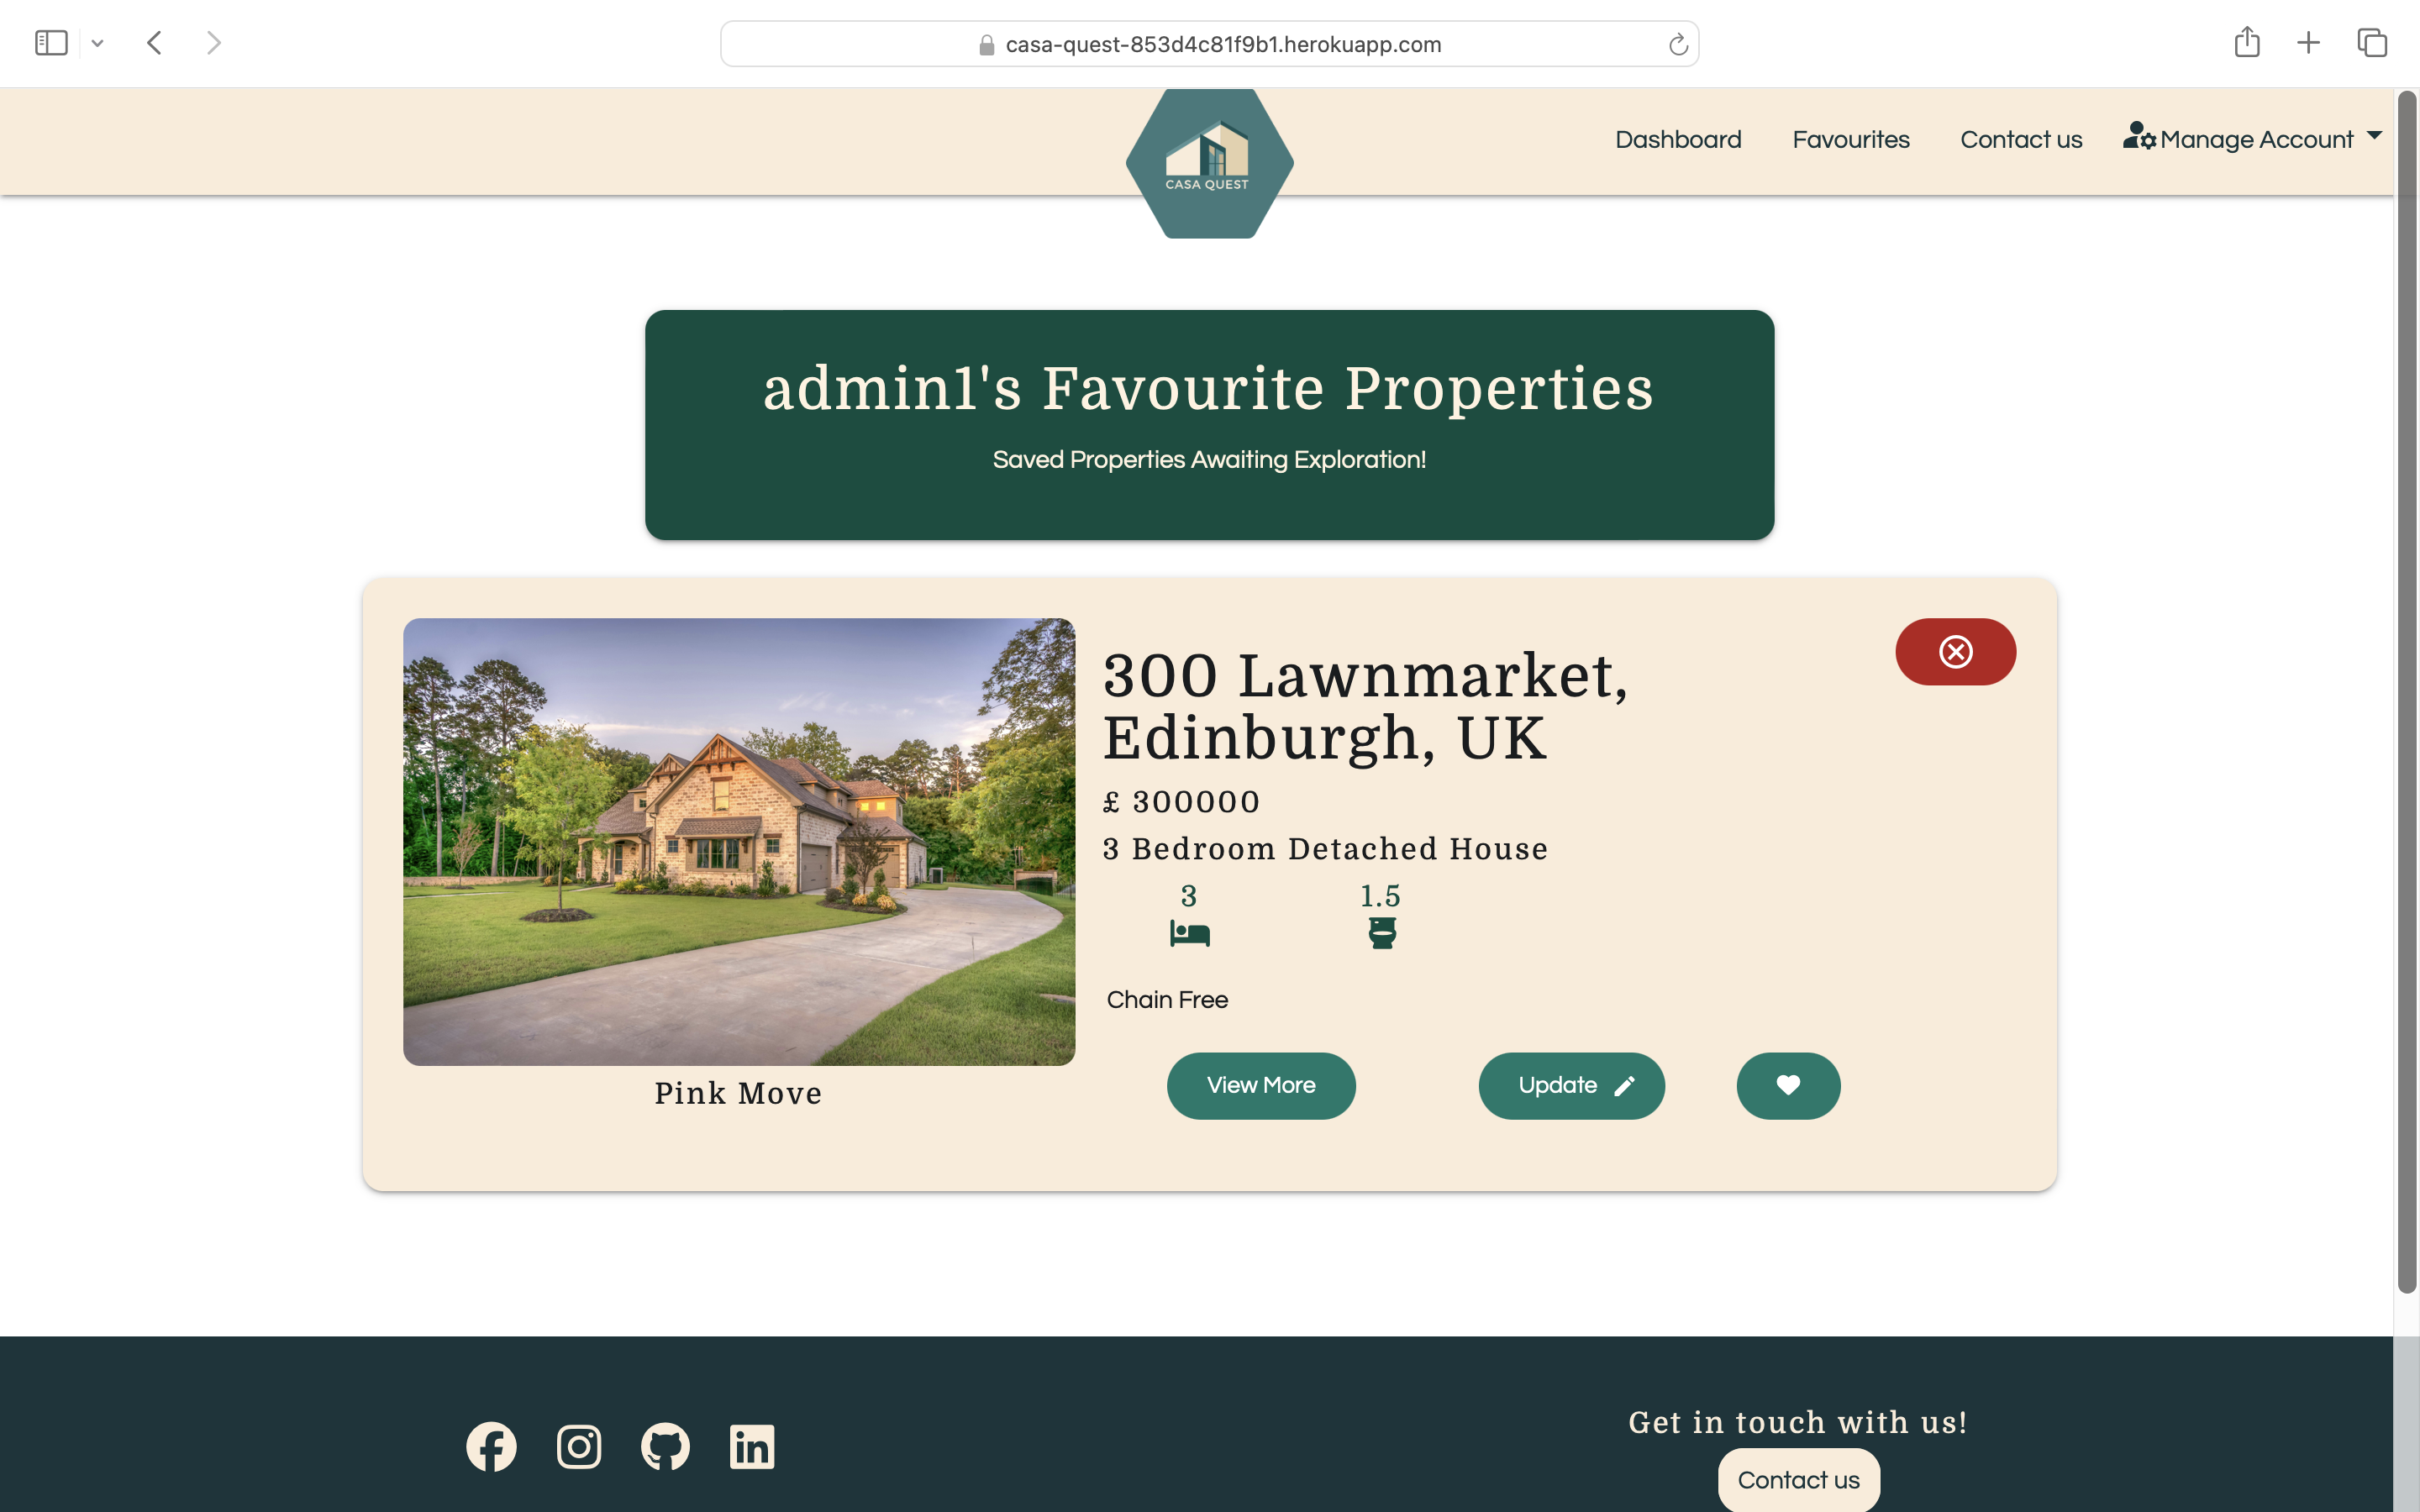 casa-quest-853d4c81f9b1.herokuapp.com
CASA QUEST
Dashboard Favourites Contact us Manage Account
admin1's Favourite Properties
Saved Properties Awaiting Exploration!
300 Lawnmarket,
Edinburgh, UK
£ 300000
3 Bedroom Detached House
3 1.5
Chain Free
View More Update
Pink Move
Get in touch with us!
Contact us